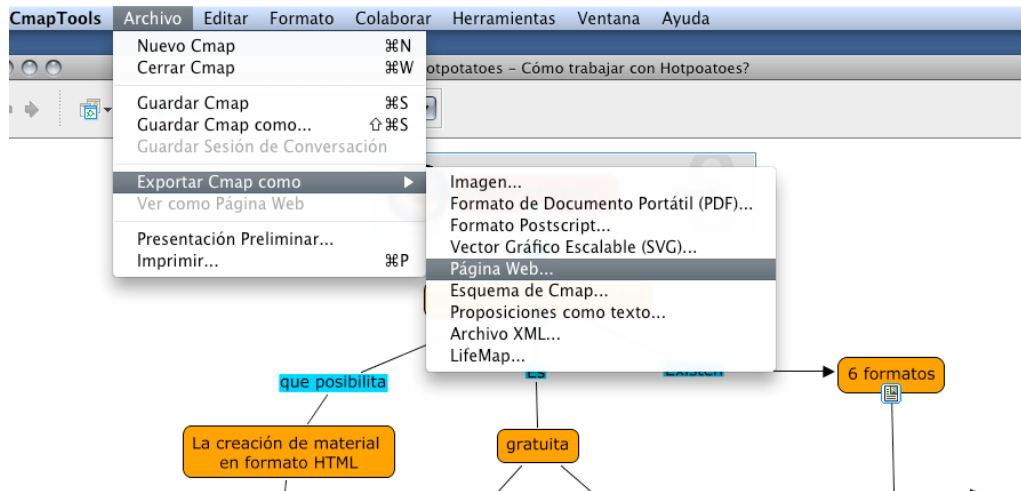 CmapTools Archivo Editar Formato Colaborar Herramientas Ventana Ayuda
otpotatoes – Cómo trabajar con Hotpoatoes?
Nuevo Cmap ⌘N
Cerrar Cmap ⌘W
Guardar Cmap ⌘S
Guardar Cmap como... ⇧⌘S
Guardar Sesión de Conversación
Exportar Cmap como
Ver como Página Web
Presentación Preliminar...
Imprimir... ⌘P
Imagen...
Formato de Documento Portátil (PDF)...
Formato Postscript...
Vector Gráfico Escalable (SVG)...
Página Web...
Esquema de Cmap...
Proposiciones como texto...
Archivo XML...
LifeMap...
que posibilita
Es
Existen
6 formatos
La creación de material
en formato HTML
gratuita